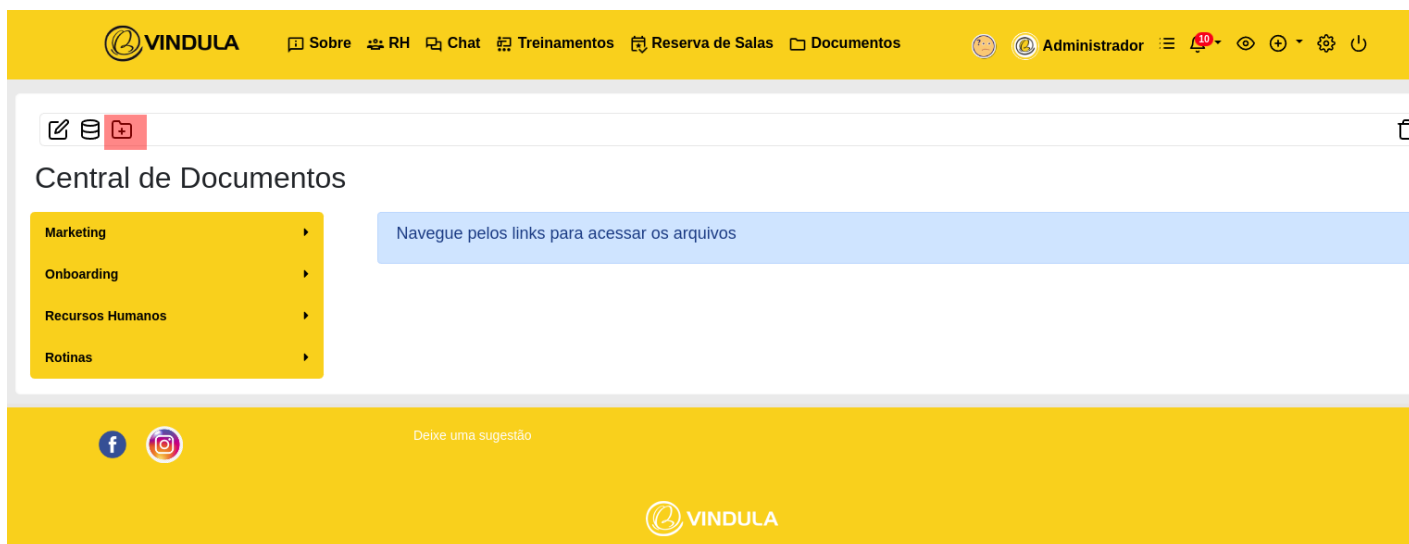 VINDULA Sobre RH Chat Treinamentos Reserva de Salas Documentos Administrador 10
Central de Documentos
Marketing
Navegue pelos links para acessar os arquivos
Onboarding
Recursos Humanos
Rotinas
Deixe uma sugestão
VINDULA